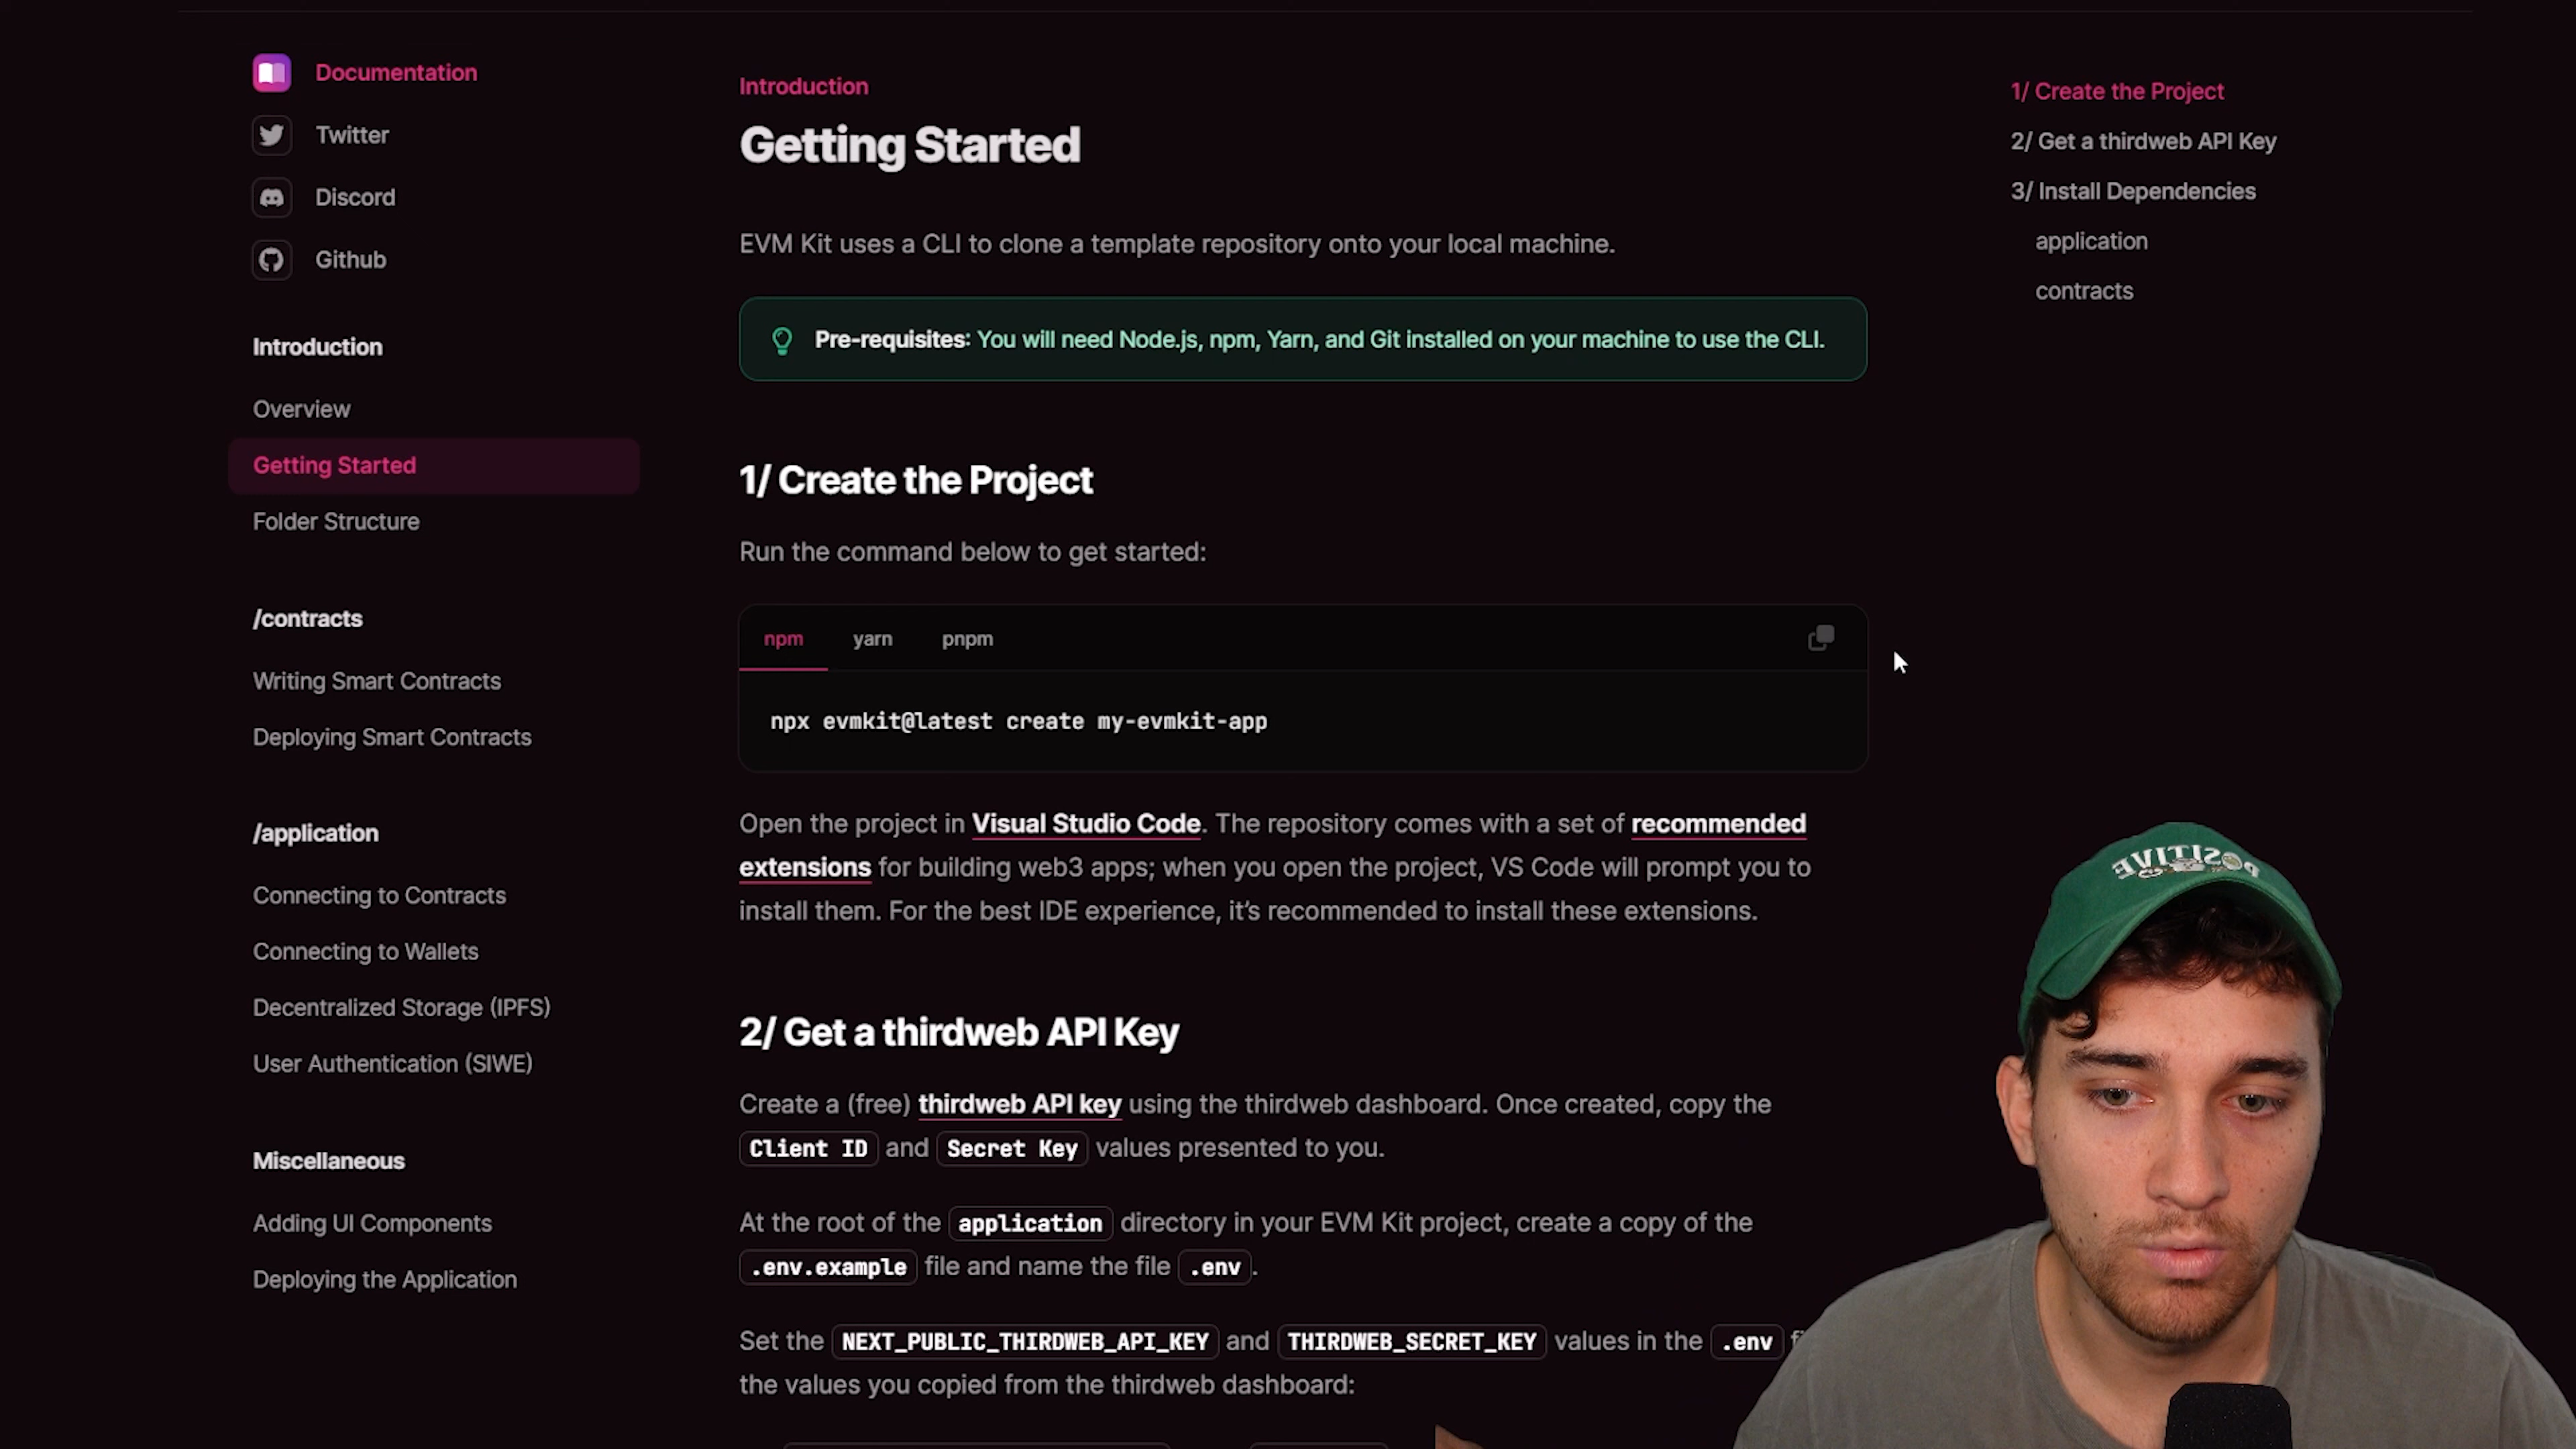 Documentation
Twitter
Discord
Github
Introduction
Overview
Getting Started
Folder Structure
/contracts
Writing Smart Contracts
Deploying Smart Contracts
/application
Connecting to Contracts
Connecting to Wallets
Decentralized Storage (IPFS)
User Authentication (SIWE)
Miscellaneous
Adding UI Components
Deploying the Application
Introduction
Getting Started
EVM Kit uses a CLI to clone a template repository onto your local machine.
Pre-requisites: You will need Node.js, npm, Yarn, and Git installed on your machine to use the CLI.
1/ Create the Project
Run the command below to get started:
npm yarn pnpm
npx evmkit@latest create my-evmkit-app
Open the project in Visual Studio Code. The repository comes with a set of recommended
extensions for building web3 apps; when you open the project, VS Code will prompt you to
install them. For the best IDE experience, it's recommended to install these extensions.
2/ Get a thirdweb API Key
Create a (free) thirdweb API key using the thirdweb dashboard. Once created, copy the
Client ID and Secret Key values presented to you.
At the root of the application directory in your EVM Kit project, create a copy of the
.env.example file and name the file .env.
Set the NEXT_PUBLIC_THIRDWEB_API_KEY and THIRDWEB_SECRET_KEY values in the .env
the values you copied from the thirdweb dashboard:
1/ Create the Project
2/ Get a thirdweb API Key
3/ Install Dependencies
application
contracts
POSITIVE